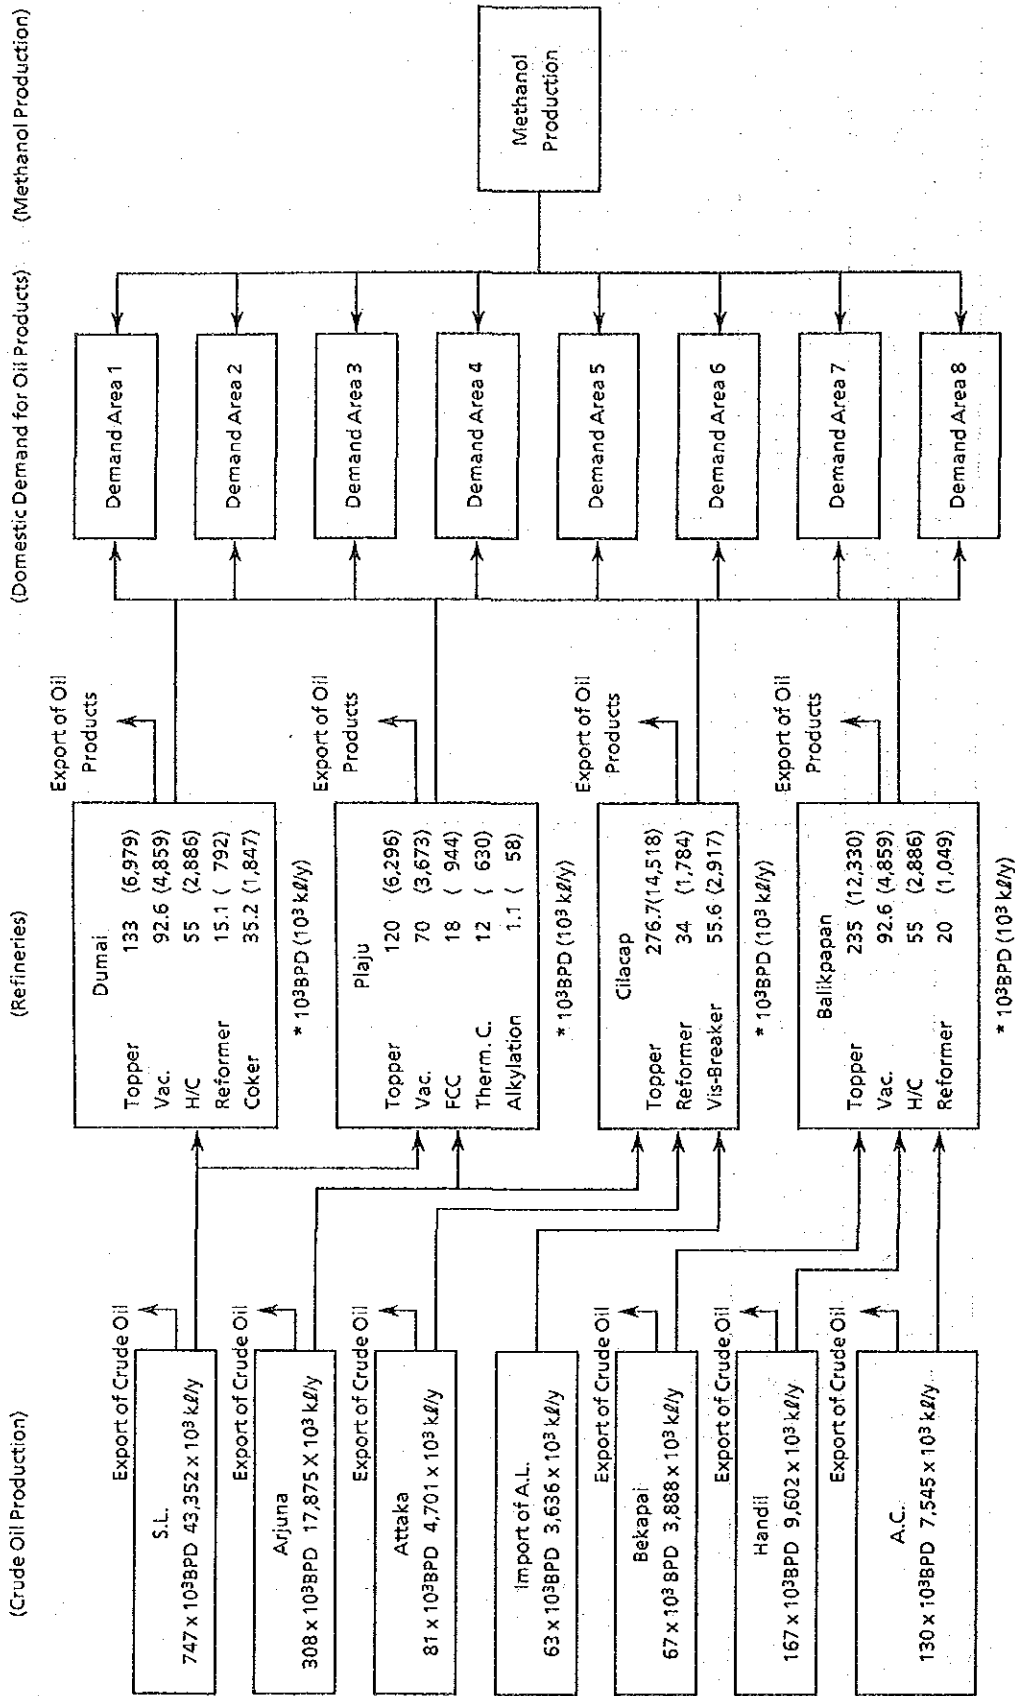 (Crude Oil Production)
Export of Crude Oil
S.L.
747 x 10³BPD 43,352 x 10³ kℓ/y
Export of Crude Oil
Arjuna
308 x 10³BPD 17,875 x 10³ kℓ/y
Export of Crude Oil
Attaka
81 x 10³BPD 4,701 x 10³ kℓ/y
Import of A.L.
63 x 10³BPD 3,636 x 10³ kℓ/y
Export of Crude Oil
Bekapai
67 x 10³ BPD 3,888 x 10³ kℓ/y
Export of Crude Oil
Handil
167 x 10³BPD 9,602 x 10³ kℓ/y
Export of Crude Oil
A.C.
130 x 10³BPD 7,545 x 10³ kℓ/y
(Refineries)
Export of Oil
Products
Dumai
Topper 133 (6,979)
Vac. 92.6 (4,859)
H/C 55 (2,886)
Reformer 15.1 ( 792)
Coker 35.2 (1,847)
* 10³BPD (10³ kℓ/y)
Export of Oil
Products
Plaju
Topper 120 (6,296)
Vac. 70 (3,673)
FCC 18 ( 944)
Therm. C. 12 ( 630)
Alkylation 1.1 ( 58)
* 10³BPD (10³ kℓ/y)
Export of Oil
Products
Cilacap
Topper 276.7(14,518)
Reformer 34 (1,784)
Vis-Breaker 55.6 (2,917)
* 10³BPD (10³ kℓ/y)
Export of Oil
Products
Balikpapan
Topper 235 (12,330)
Vac. 92.6 (4,859)
H/C 55 (2,886)
Reformer 20 (1,049)
* 10³BPD (10³ kℓ/y)
(Domestic Demand for Oil Products)
Demand Area 1
Demand Area 2
Demand Area 3
Demand Area 4
Demand Area 5
Demand Area 6
Demand Area 7
Demand Area 8
(Methanol Production)
Methanol
Production